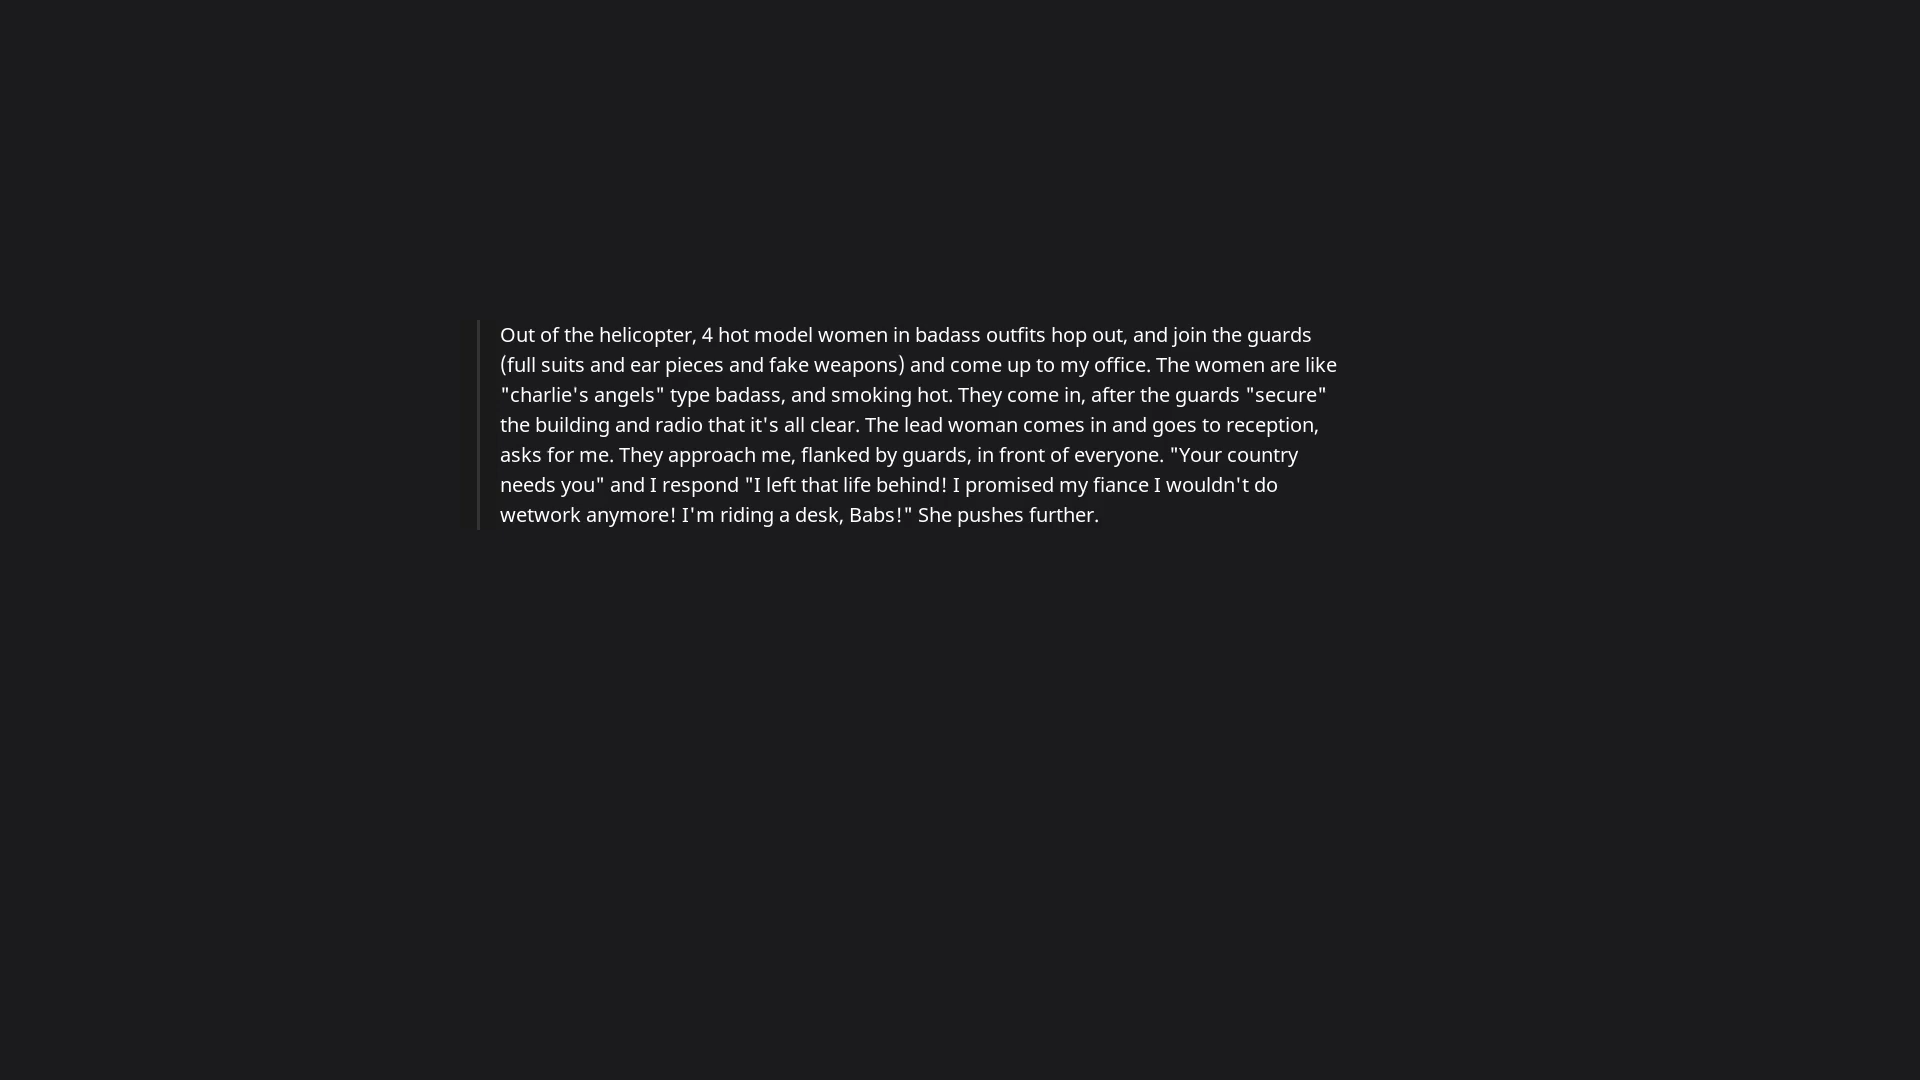 Out of the helicopter, 4 hot model women in badass outfits hop out, and join the guards
(full suits and ear pieces and fake weapons) and come up to my office. The women are like
"charlie's angels" type badass, and smoking hot. They come in, after the guards "secure"
the building and radio that it's all clear. The lead woman comes in and goes to reception,
asks for me. They approach me, flanked by guards, in front of everyone. "Your country
needs you" and I respond "I left that life behind! I promised my fiance I wouldn't do
wetwork anymore! I'm riding a desk, Babs!" She pushes further.